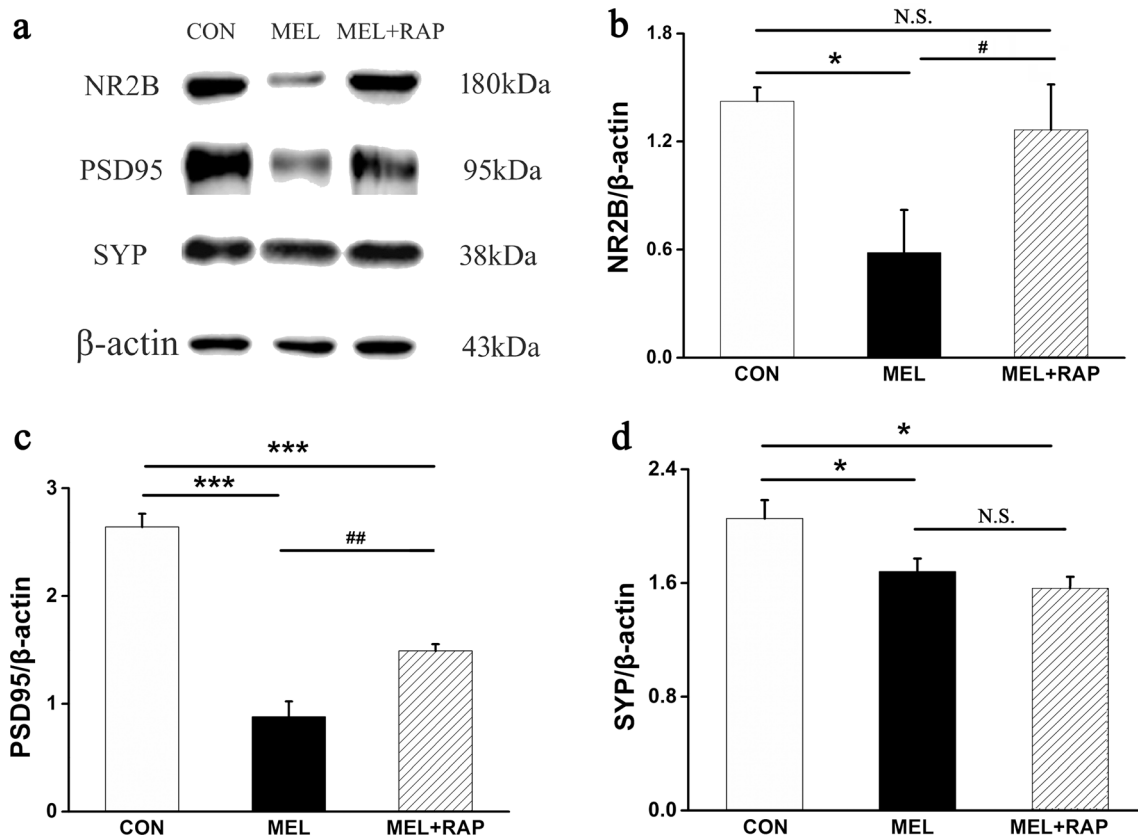 a
CON MEL MEL+RAP
NR2B 180kDa
PSD95 95kDa
SYP 38kDa
β-actin 43kDa
b
N.S.
* #
1.8
1.2
0.6
0.0
NR2B/β-actin
CON MEL MEL+RAP
c
***
***
##
3
2
1
0
PSD95/β-actin
CON MEL MEL+RAP
d
*
*
N.S.
2.4
1.6
0.8
0.0
SYP/β-actin
CON MEL MEL+RAP